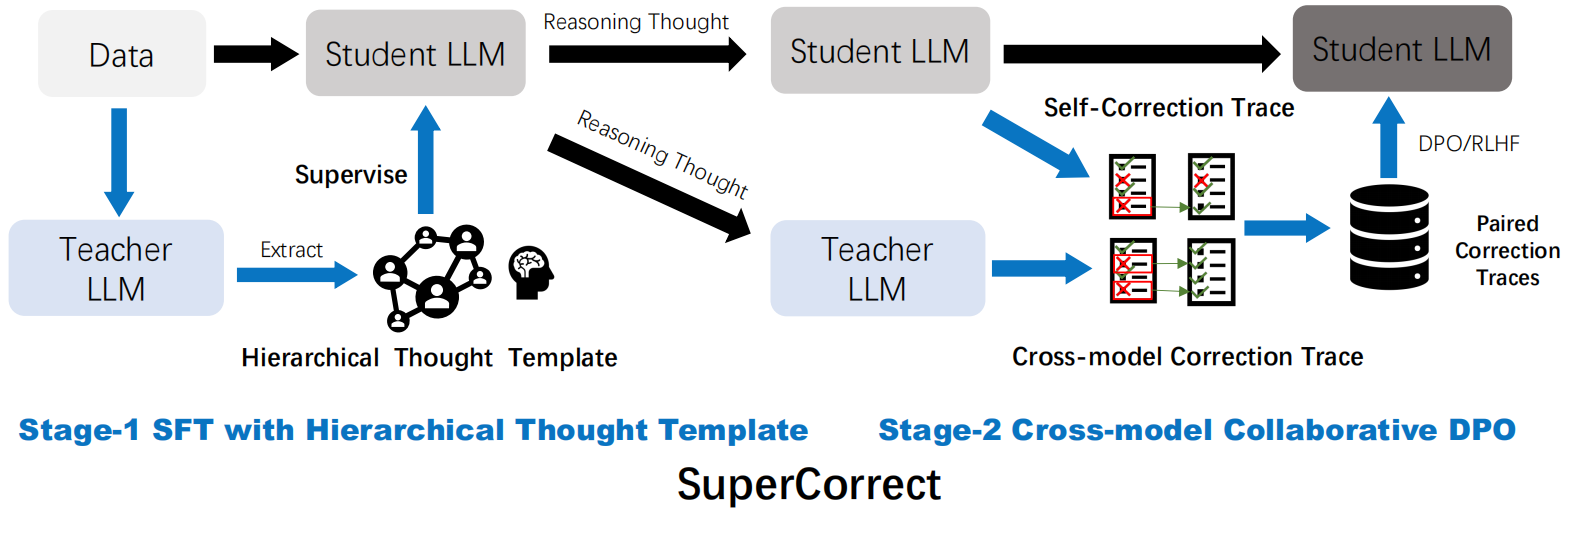 Data
Student LLM
Reasoning Thought
Student LLM
Student LLM
Self-Correction Trace
Reasoning Thought
DPO/RLHF
Supervise
Teacher
LLM
Extract
Teacher
LLM
Paired
Correction
Traces
Hierarchical Thought Template
Cross-model Correction Trace
Stage-1 SFT with Hierarchical Thought Template
Stage-2 Cross-model Collaborative DPO
SuperCorrect